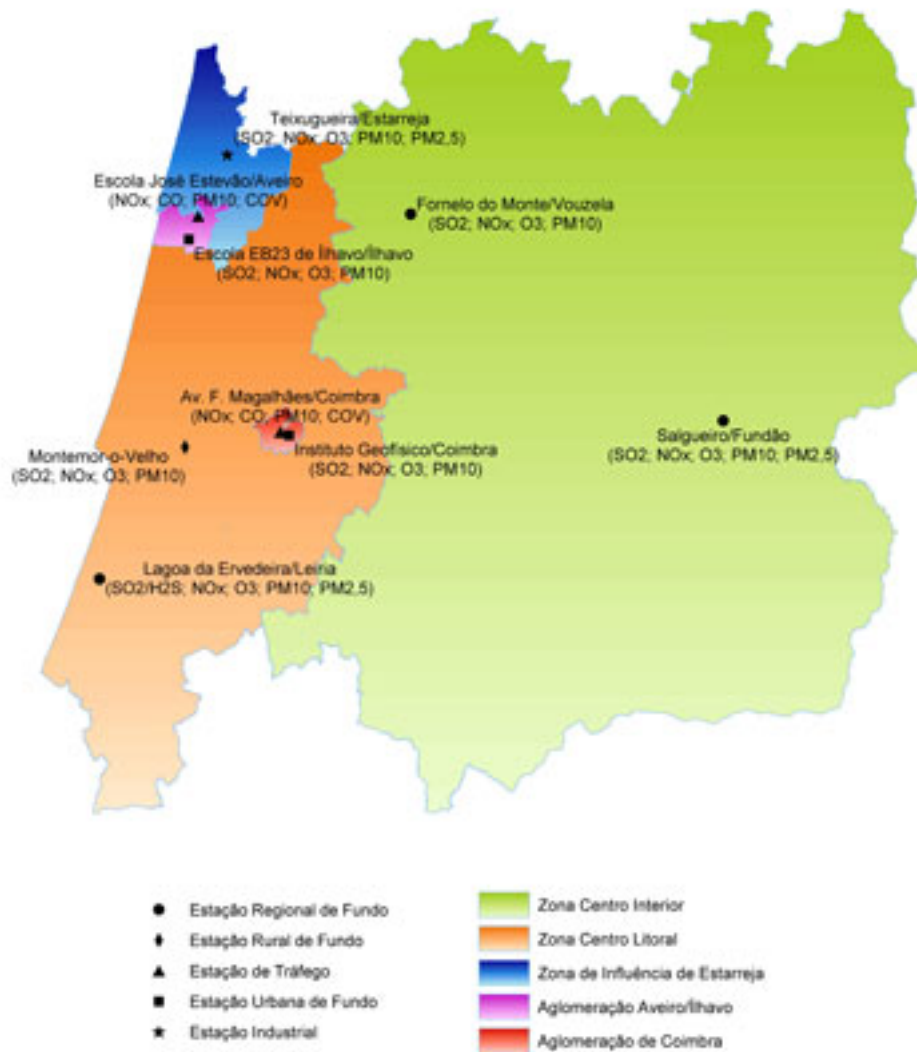 Teixugueira/Estarreja
(SO2; NOx; O3; PM10; PM2,5)
Escola José Estevão/Aveiro
(NOx; CO; PM10; COV)
Fornelo do Monte/Vouzela
(SO2; NOx; O3; PM10)
Escola EB23 de Ílhavo/Ílhavo
(SO2; NOx; O3; PM10)
Av. F. Magalhães/Coimbra
(NOx; CO; PM10; COV)
Montemor-o-Velho
(SO2; NOx; O3; PM10)
Instituto Geofísico/Coimbra
(SO2; NOx; O3; PM10)
Salgueiro/Fundão
(SO2; NOx; O3; PM10; PM2,5)
Lagoa da Ervedeira/Leiria
(SO2/H2S; NOx; O3; PM10; PM2,5)
Estação Regional de Fundo
Estação Rural de Fundo
Estação de Tráfego
Estação Urbana de Fundo
Estação Industrial
Zona Centro Interior
Zona Centro Litoral
Zona de Influência de Estarreja
Aglomeração Aveiro/Ílhavo
Aglomeração de Coimbra